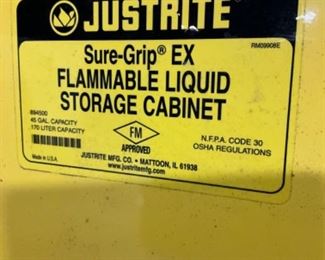 JUSTRITE®
RM09908E
Sure-Grip® EX
FLAMMABLE LIQUID
STORAGE CABINET
894500
45 GAL. CAPACITY
170 LITER CAPACITY
Made in U.S.A.
FM
APPROVED
N.F.P.A. CODE 30
OSHA REGULATIONS
JUSTRITE MFG. CO. • MATTOON, IL 61938
www.justritemfg.com